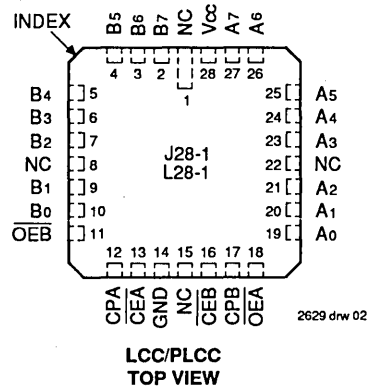 INDEX
B5 B6 B7 NC Vcc A7 A6
4 3 2 28 27 26
1
B4 5 25 A5
B3 6 24 A4
B2 7 23 A3
NC 8 22 NC
B1 9 21 A2
B0 10 20 A1
OEB 11 19 A0
J28-1
L28-1
12 13 14 15 16 17 18
CPA CEA GND NC CEB CPB OEA
2629 drw 02
LCC/PLCC
TOP VIEW